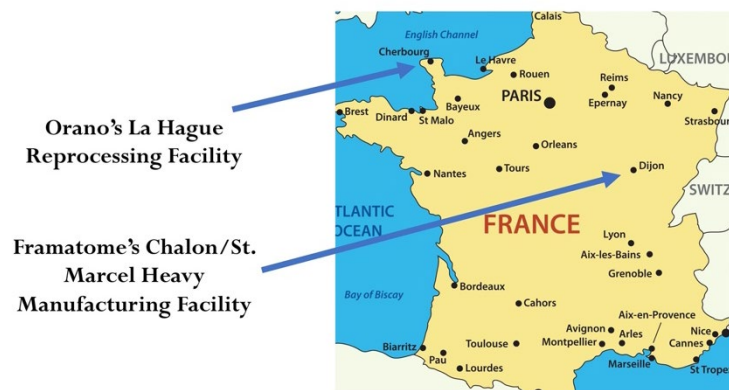 Orano's La Hague
Reprocessing Facility
Framatome's Chalon/St.
Marcel Heavy
Manufacturing Facility
Calais
English Channel
Cherbourg
Le Havre
Rouen
LUXEMBOU
Reims
Bayeux
PARIS
Epernay
Nancy
Brest
Dinard
St Malo
Strasbour
Angers
Orleans
Nantes
Tours
Dijon
SWITZ
ATLANTIC
OCEAN
FRANCE
Lyon
Aix-les-Bains
Grenoble
Bay of Biscay
Bordeaux
Cahors
Aix-en-Provence
Avignon
Arles
Nice
Biarritz
Toulouse
Montpellier
Cannes
Pau
Marseille
St Trope
Lourdes